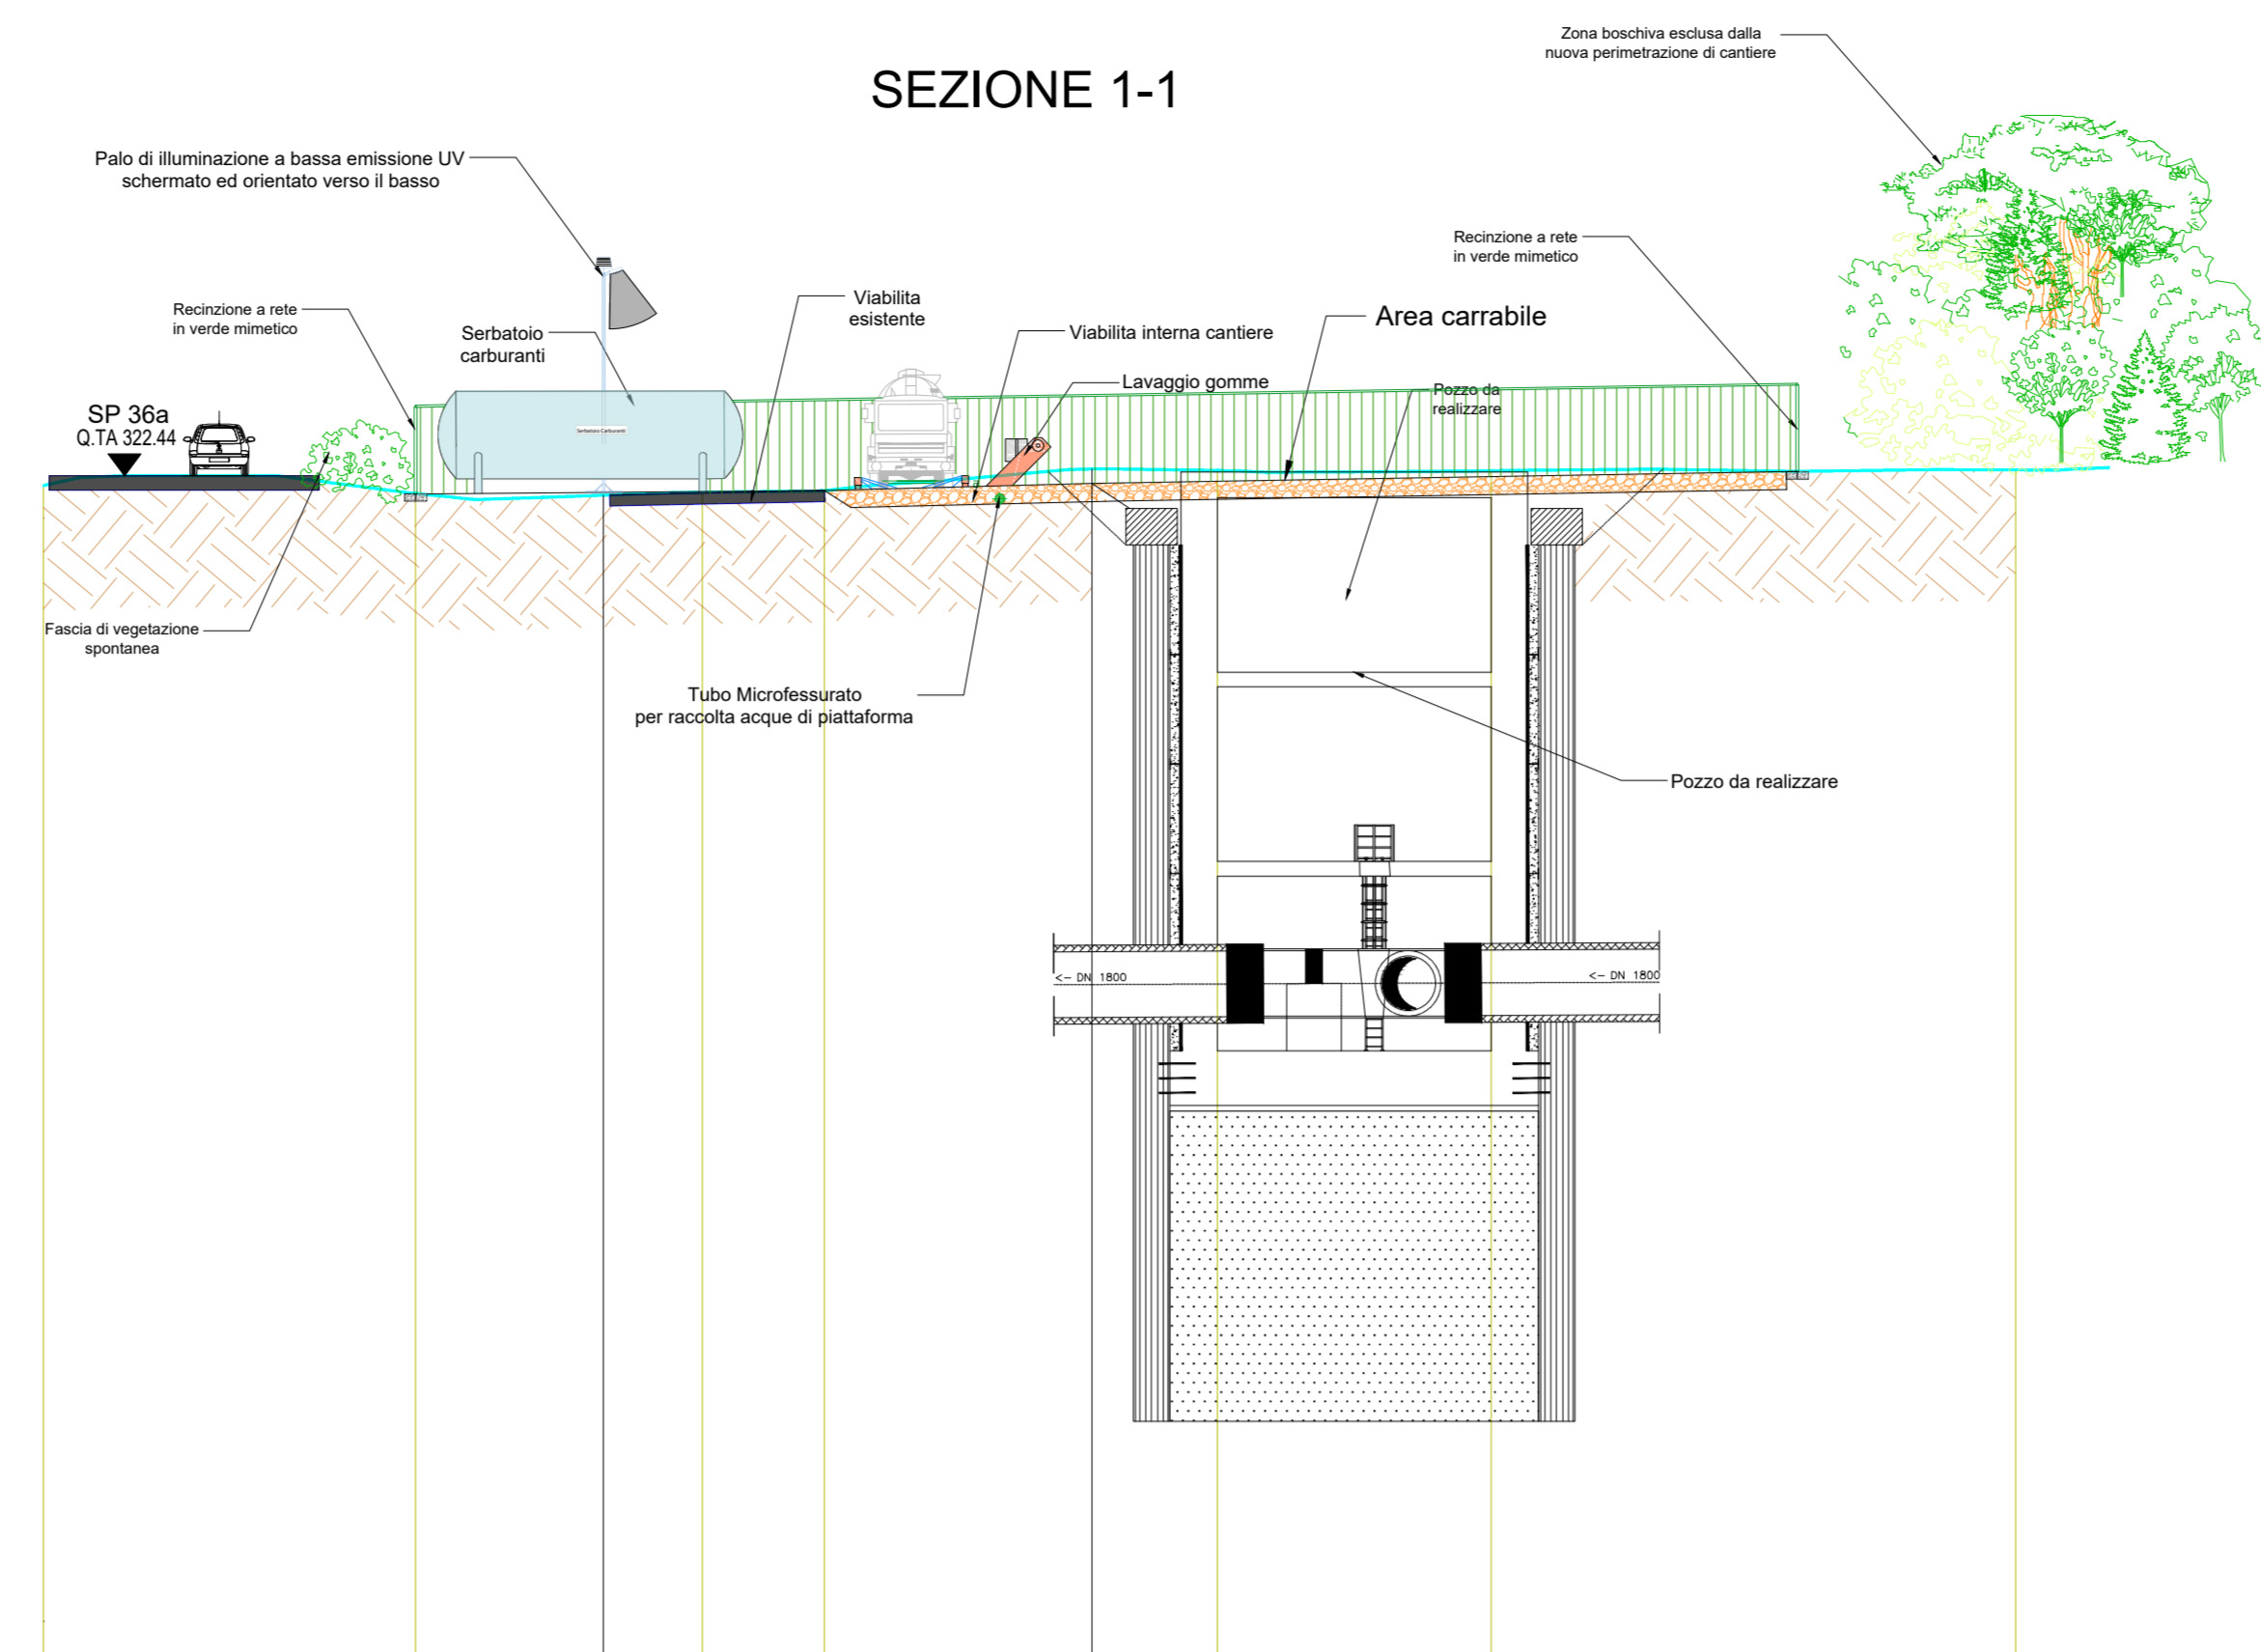 Zona boschiva esclusa dalla
nuova perimetrazione di cantiere
SEZIONE 1-1
Palo di illuminazione a bassa emissione UV
schermato ed orientato verso il basso
Recinzione a rete
in verde mimetico
Recinzione a rete
in verde mimetico
Serbatoio
carburanti
Viabilita
esistente
Viabilita interna cantiere
Area carrabile
Lavaggio gomme
Pozzo da
realizzare
SP 36a
Q.TA 322.44
Serbatoio Carburanti
Fascia di vegetazione
spontanea
Tubo Microfessurato
per raccolta acque di piattaforma
Pozzo da realizzare
<- DN 1800
<- DN 1800